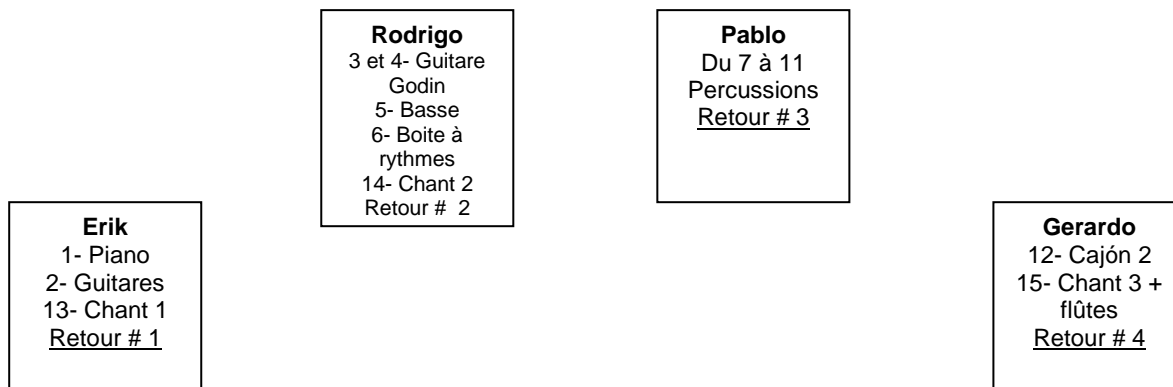 Rodrigo
3 et 4- Guitare
Godin
5- Basse
6- Boite à
rythmes
14- Chant 2
Retour #  2
Pablo
Du 7 à 11
Percussions
Retour # 3
Erik
1- Piano
2- Guitares
13- Chant 1
Retour # 1
Gerardo
12- Cajón 2
15- Chant 3 +
flûtes
Retour # 4